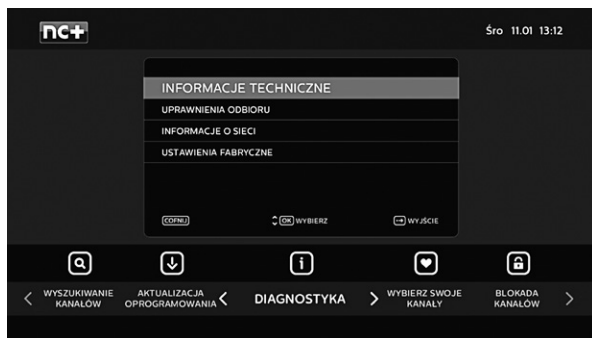 nc+
Śro 11.01 13:12
INFORMACJE TECHNICZNE
UPRAWNIENIA ODBIORU
INFORMACJE O SIECI
USTAWIENIA FABRYCZNE
COFNIJ OK WYBIERZ WYJŚCIE
WYSZUKIWANIE KANAŁÓW
AKTUALIZACJA OPROGRAMOWANIA
DIAGNOSTYKA
WYBIERZ SWOJE KANAŁY
BLOKADA KANAŁÓW